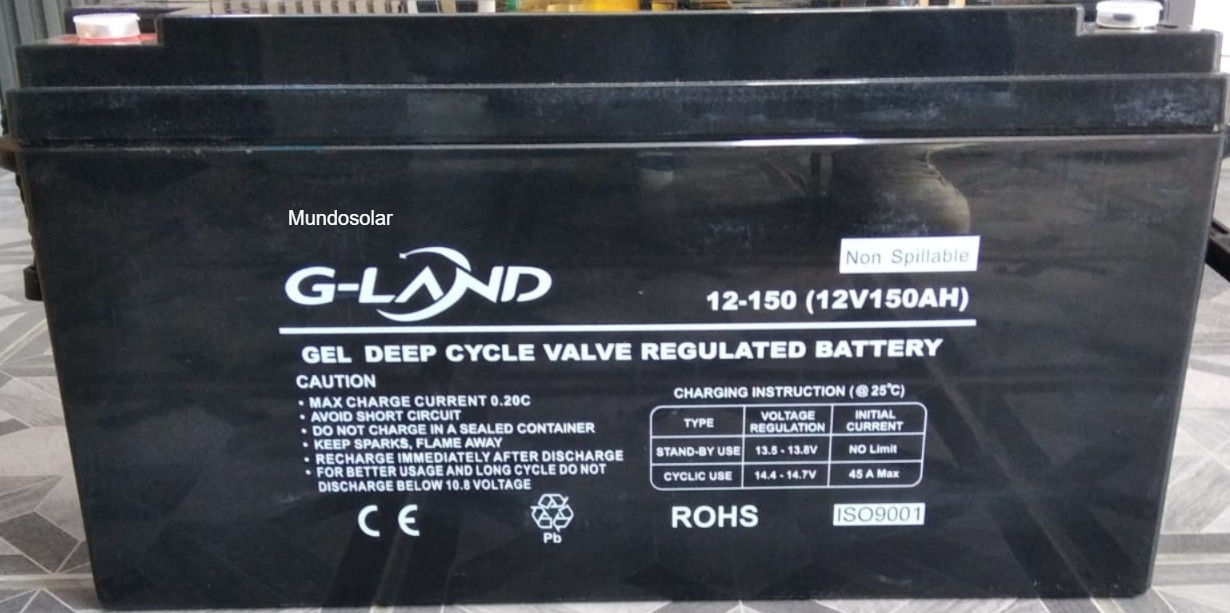 Mundosolar
G-LAND
Non Spillable
12-150 (12V150AH)
GEL DEEP CYCLE VALVE REGULATED BATTERY
CAUTION
• MAX CHARGE CURRENT 0.20C
• AVOID SHORT CIRCUIT
• DO NOT CHARGE IN A SEALED CONTAINER
• KEEP SPARKS, FLAME AWAY
• RECHARGE IMMEDIATELY AFTER DISCHARGE
• FOR BETTER USAGE AND LONG CYCLE DO NOT
DISCHARGE BELOW 10.8 VOLTAGE
CHARGING INSTRUCTION (@ 25℃)
TYPE VOLTAGE REGULATION INITIAL CURRENT
STAND-BY USE 13.5 - 13.8V NO Limit
CYCLIC USE 14.4 - 14.7V 45 A Max
CE
Pb
ROHS
ISO9001